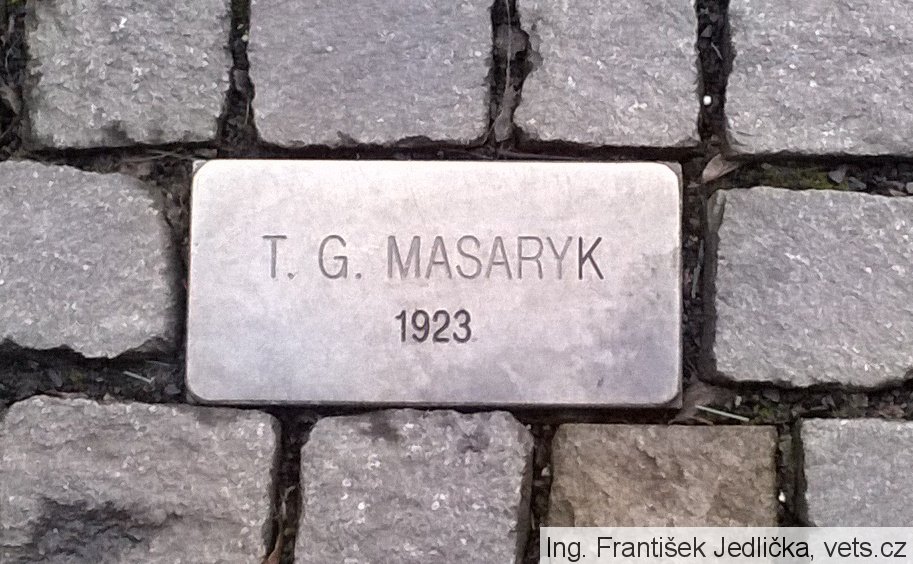 T. G. MASARYK
1923
Ing. František Jedlička, vets.cz